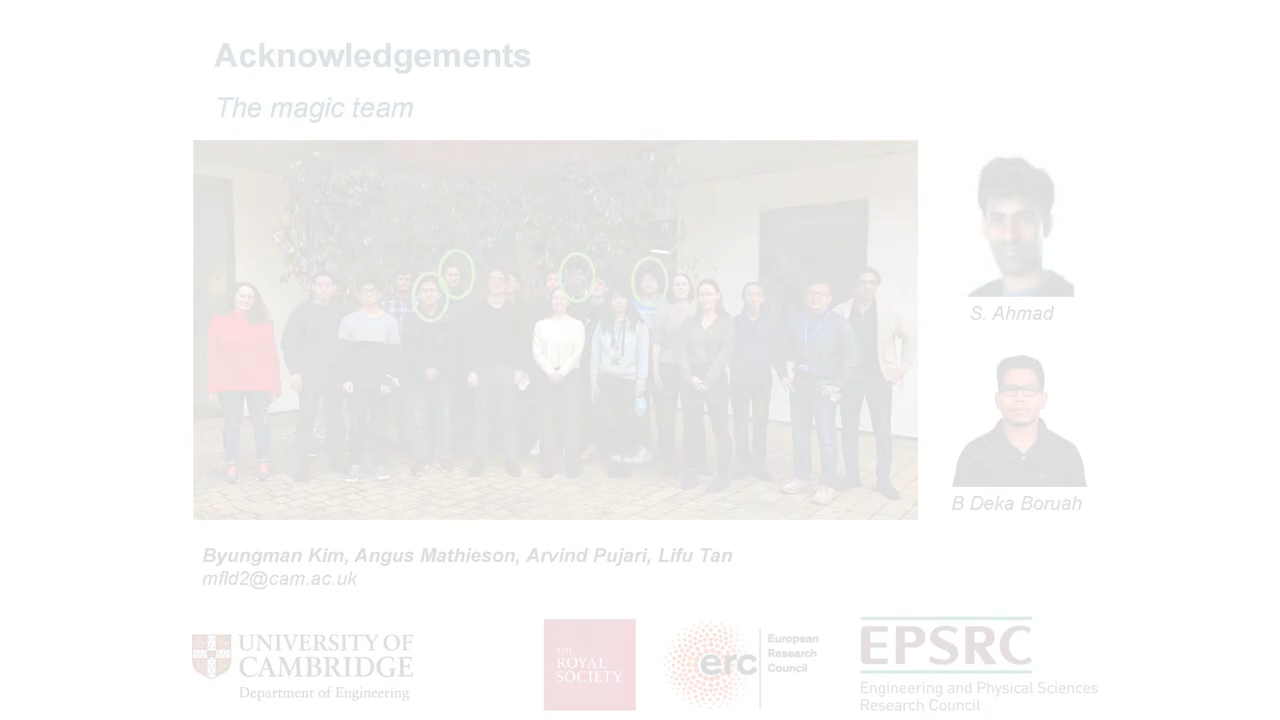 Acknowledgements
The magic team
S. Ahmad
B Deka Boruah
Byungman Kim, Angus Mathieson, Arvind Pujari, Lifu Tan
mfld2@cam.ac.uk
UNIVERSITY OF
CAMBRIDGE
Department of Engineering
THE
ROYAL
SOCIETY
erc
European
Research
Council
EPSRC
Engineering and Physical Sciences
Research Council